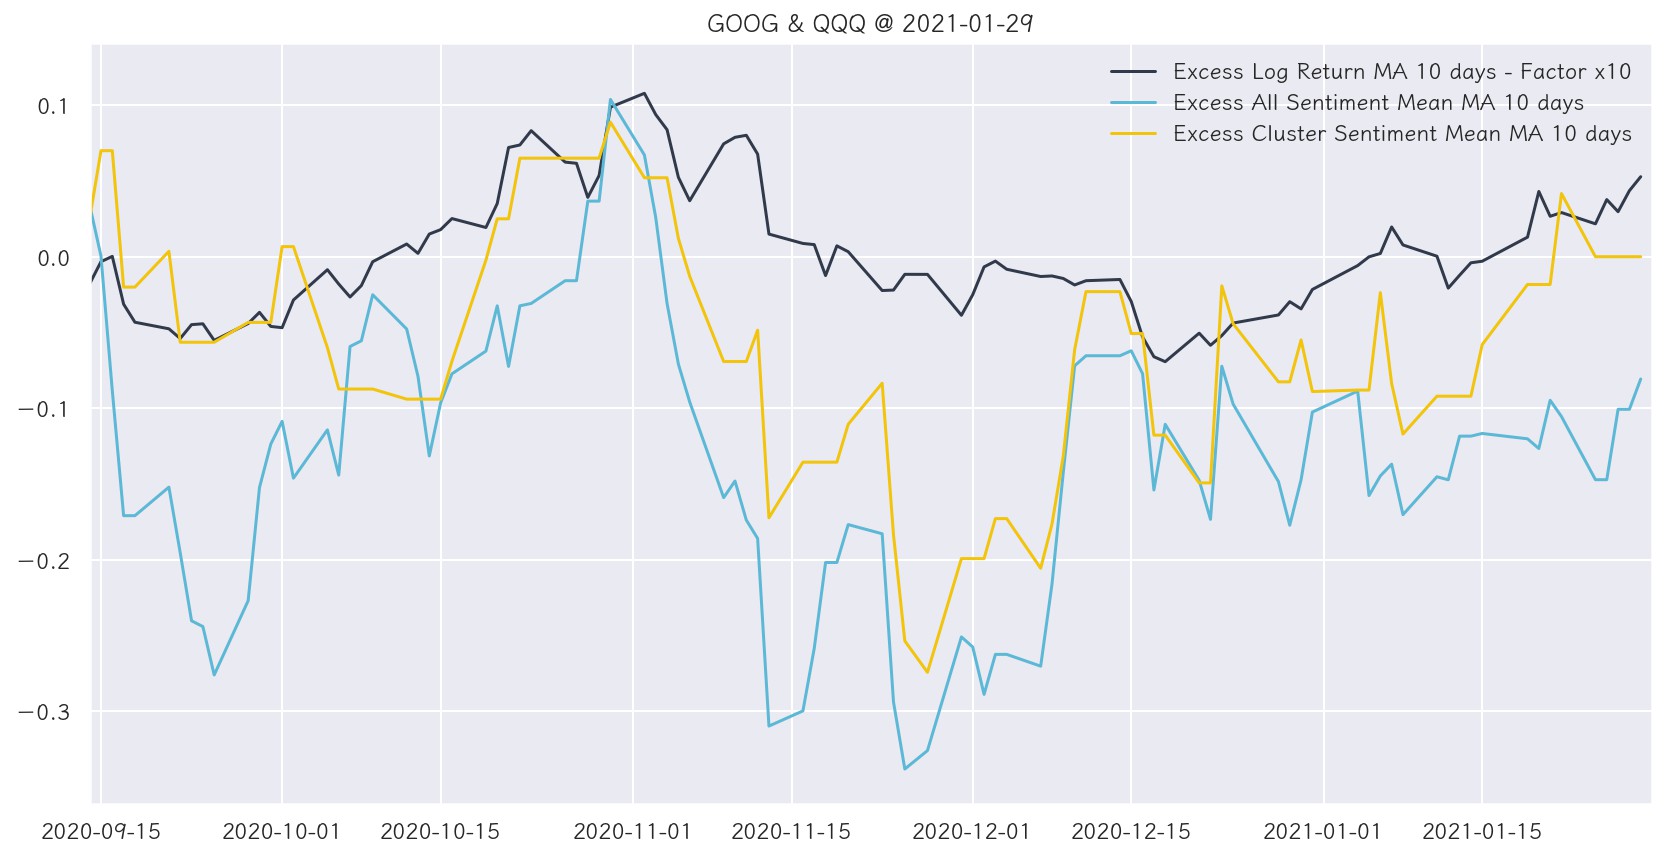 GOOG & QQQ @ 2021-01-29
Excess Log Return MA 10 days - Factor x10
Excess All Sentiment Mean MA 10 days
Excess Cluster Sentiment Mean MA 10 days
0.1
0.0
−0.1
−0.2
−0.3
2020-09-15 2020-10-01 2020-10-15 2020-11-01 2020-11-15 2020-12-01 2020-12-15 2021-01-01 2021-01-15